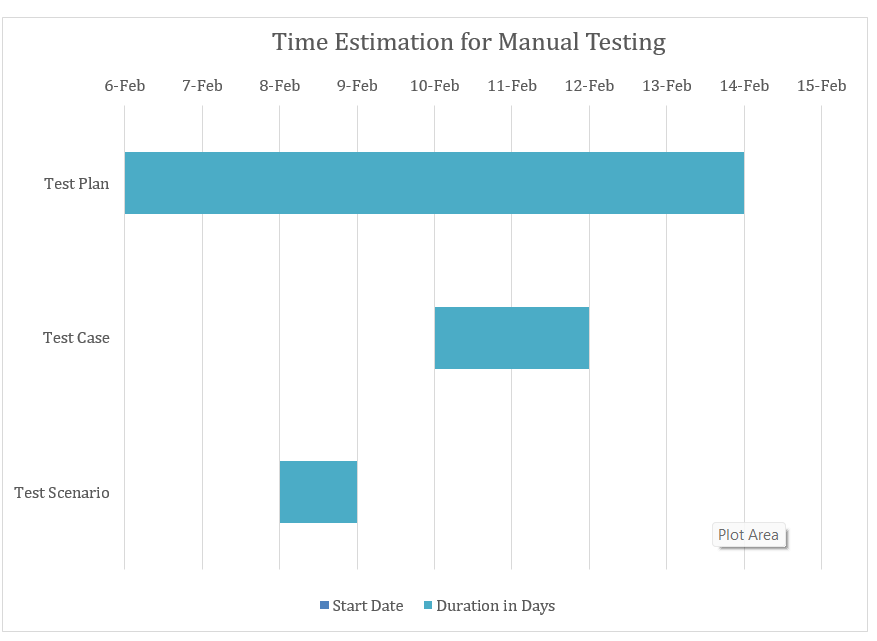 Time Estimation for Manual Testing
6-Feb 7-Feb 8-Feb 9-Feb 10-Feb 11-Feb 12-Feb 13-Feb 14-Feb 15-Feb
Test Plan
Test Case
Test Scenario
Plot Area
Start Date Duration in Days